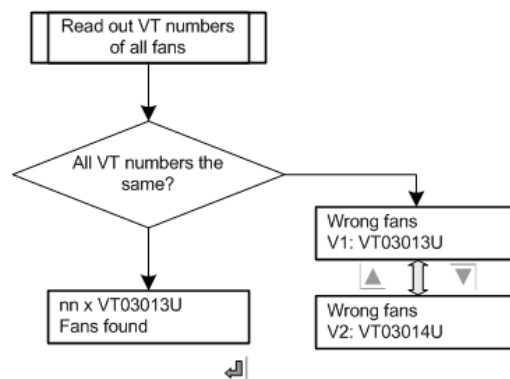 Read out VT numbers
of all fans
All VT numbers the
same?
Wrong fans
V1: VT03013U
nn x VT03013U
Fans found
Wrong fans
V2: VT03014U